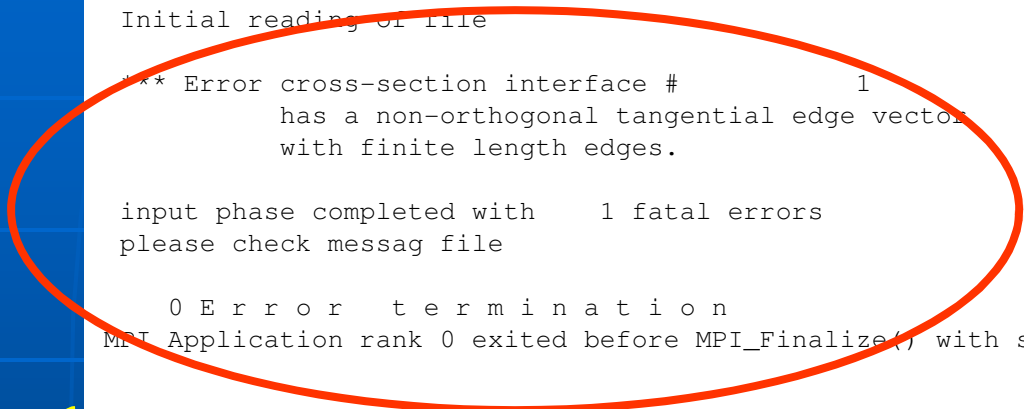 Initial reading of file
*** Error cross-section interface # 1
has a non-orthogonal tangential edge vector
with finite length edges.
input phase completed with 1 fatal errors
please check messag file
0 E r r o r t e r m i n a t i o n
MPI Application rank 0 exited before MPI_Finalize() with s